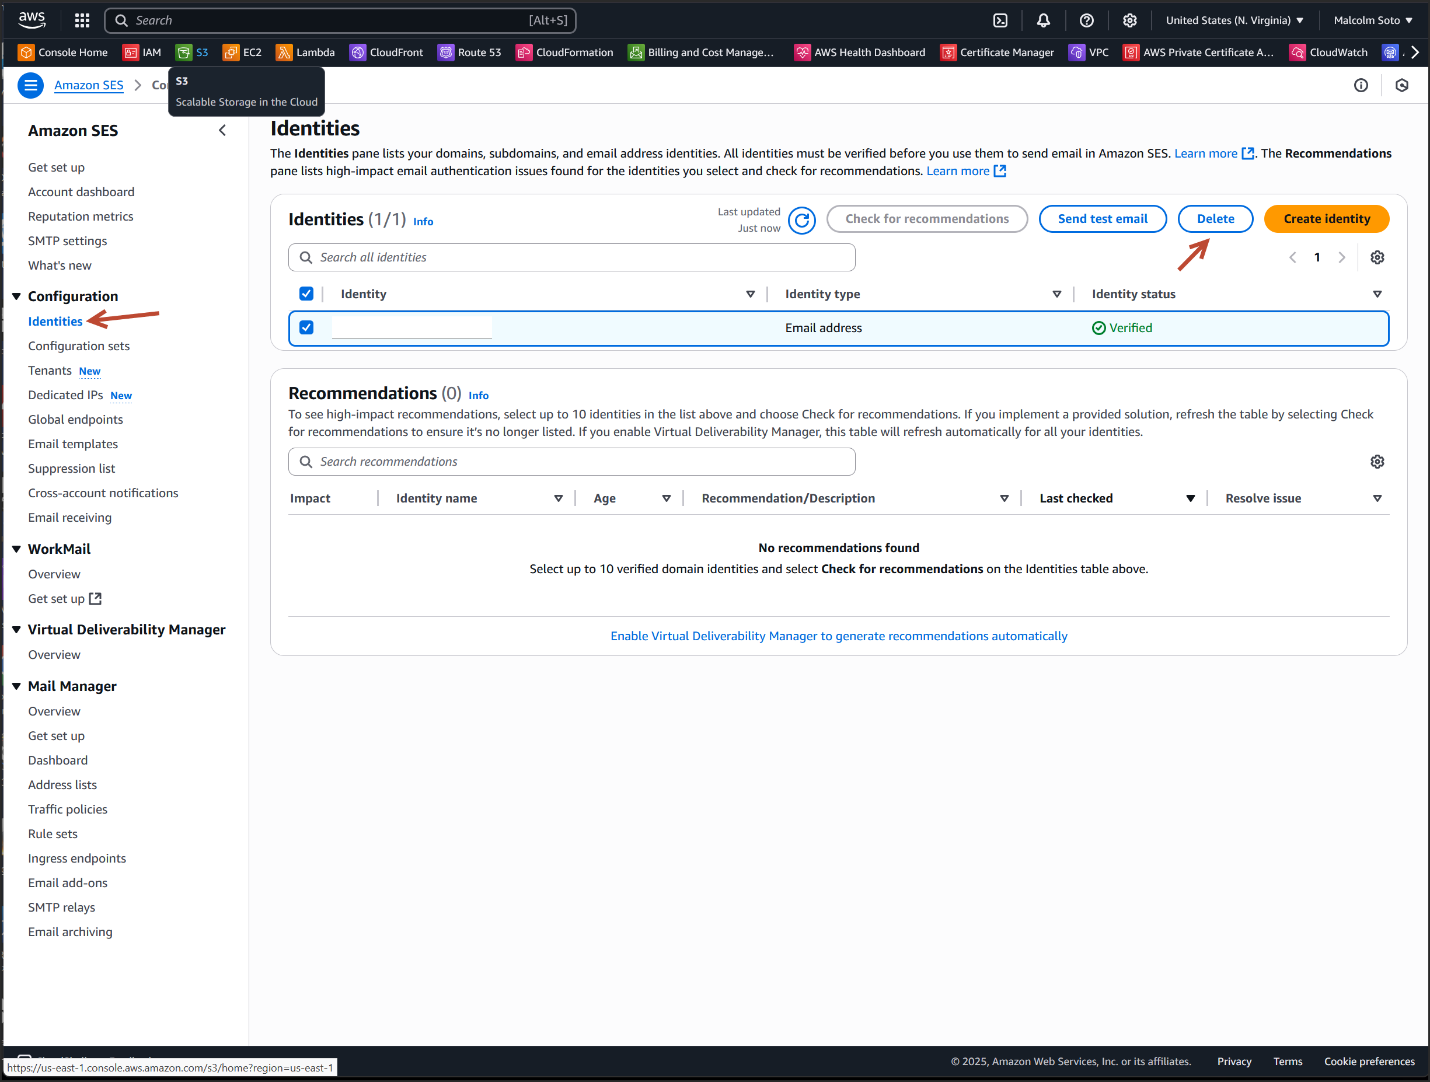 aws
Search [Alt+S]
United States (N. Virginia) Malcolm Soto
Console Home IAM S3 EC2 Lambda CloudFront Route 53 CloudFormation Billing and Cost Manage... AWS Health Dashboard Certificate Manager VPC AWS Private Certificate A... CloudWatch
Amazon SES
S3
Scalable Storage in the Cloud
Amazon SES
Get set up
Account dashboard
Reputation metrics
SMTP settings
What's new
Configuration
Identities
Configuration sets
Tenants New
Dedicated IPs New
Global endpoints
Email templates
Suppression list
Cross-account notifications
Email receiving
WorkMail
Overview
Get set up
Virtual Deliverability Manager
Overview
Mail Manager
Overview
Get set up
Dashboard
Address lists
Traffic policies
Rule sets
Ingress endpoints
Email add-ons
SMTP relays
Email archiving
Identities
The Identities pane lists your domains, subdomains, and email address identities. All identities must be verified before you use them to send email in Amazon SES. Learn more. The Recommendations
pane lists high-impact email authentication issues found for the identities you select and check for recommendations. Learn more
Identities (1/1) Info
Last updated
Just now
Check for recommendations Send test email Delete Create identity
Search all identities
1
Identity Identity type Identity status
Email address Verified
Recommendations (0) Info
To see high-impact recommendations, select up to 10 identities in the list above and choose Check for recommendations. If you implement a provided solution, refresh the table by selecting Check
for recommendations to ensure it's no longer listed. If you enable Virtual Deliverability Manager, this table will refresh automatically for all your identities.
Search recommendations
Impact Identity name Age Recommendation/Description Last checked Resolve issue
No recommendations found
Select up to 10 verified domain identities and select Check for recommendations on the Identities table above.
Enable Virtual Deliverability Manager to generate recommendations automatically
© 2025, Amazon Web Services, Inc. or its affiliates. Privacy Terms Cookie preferences
https://us-east-1.console.aws.amazon.com/s3/home?region=us-east-1